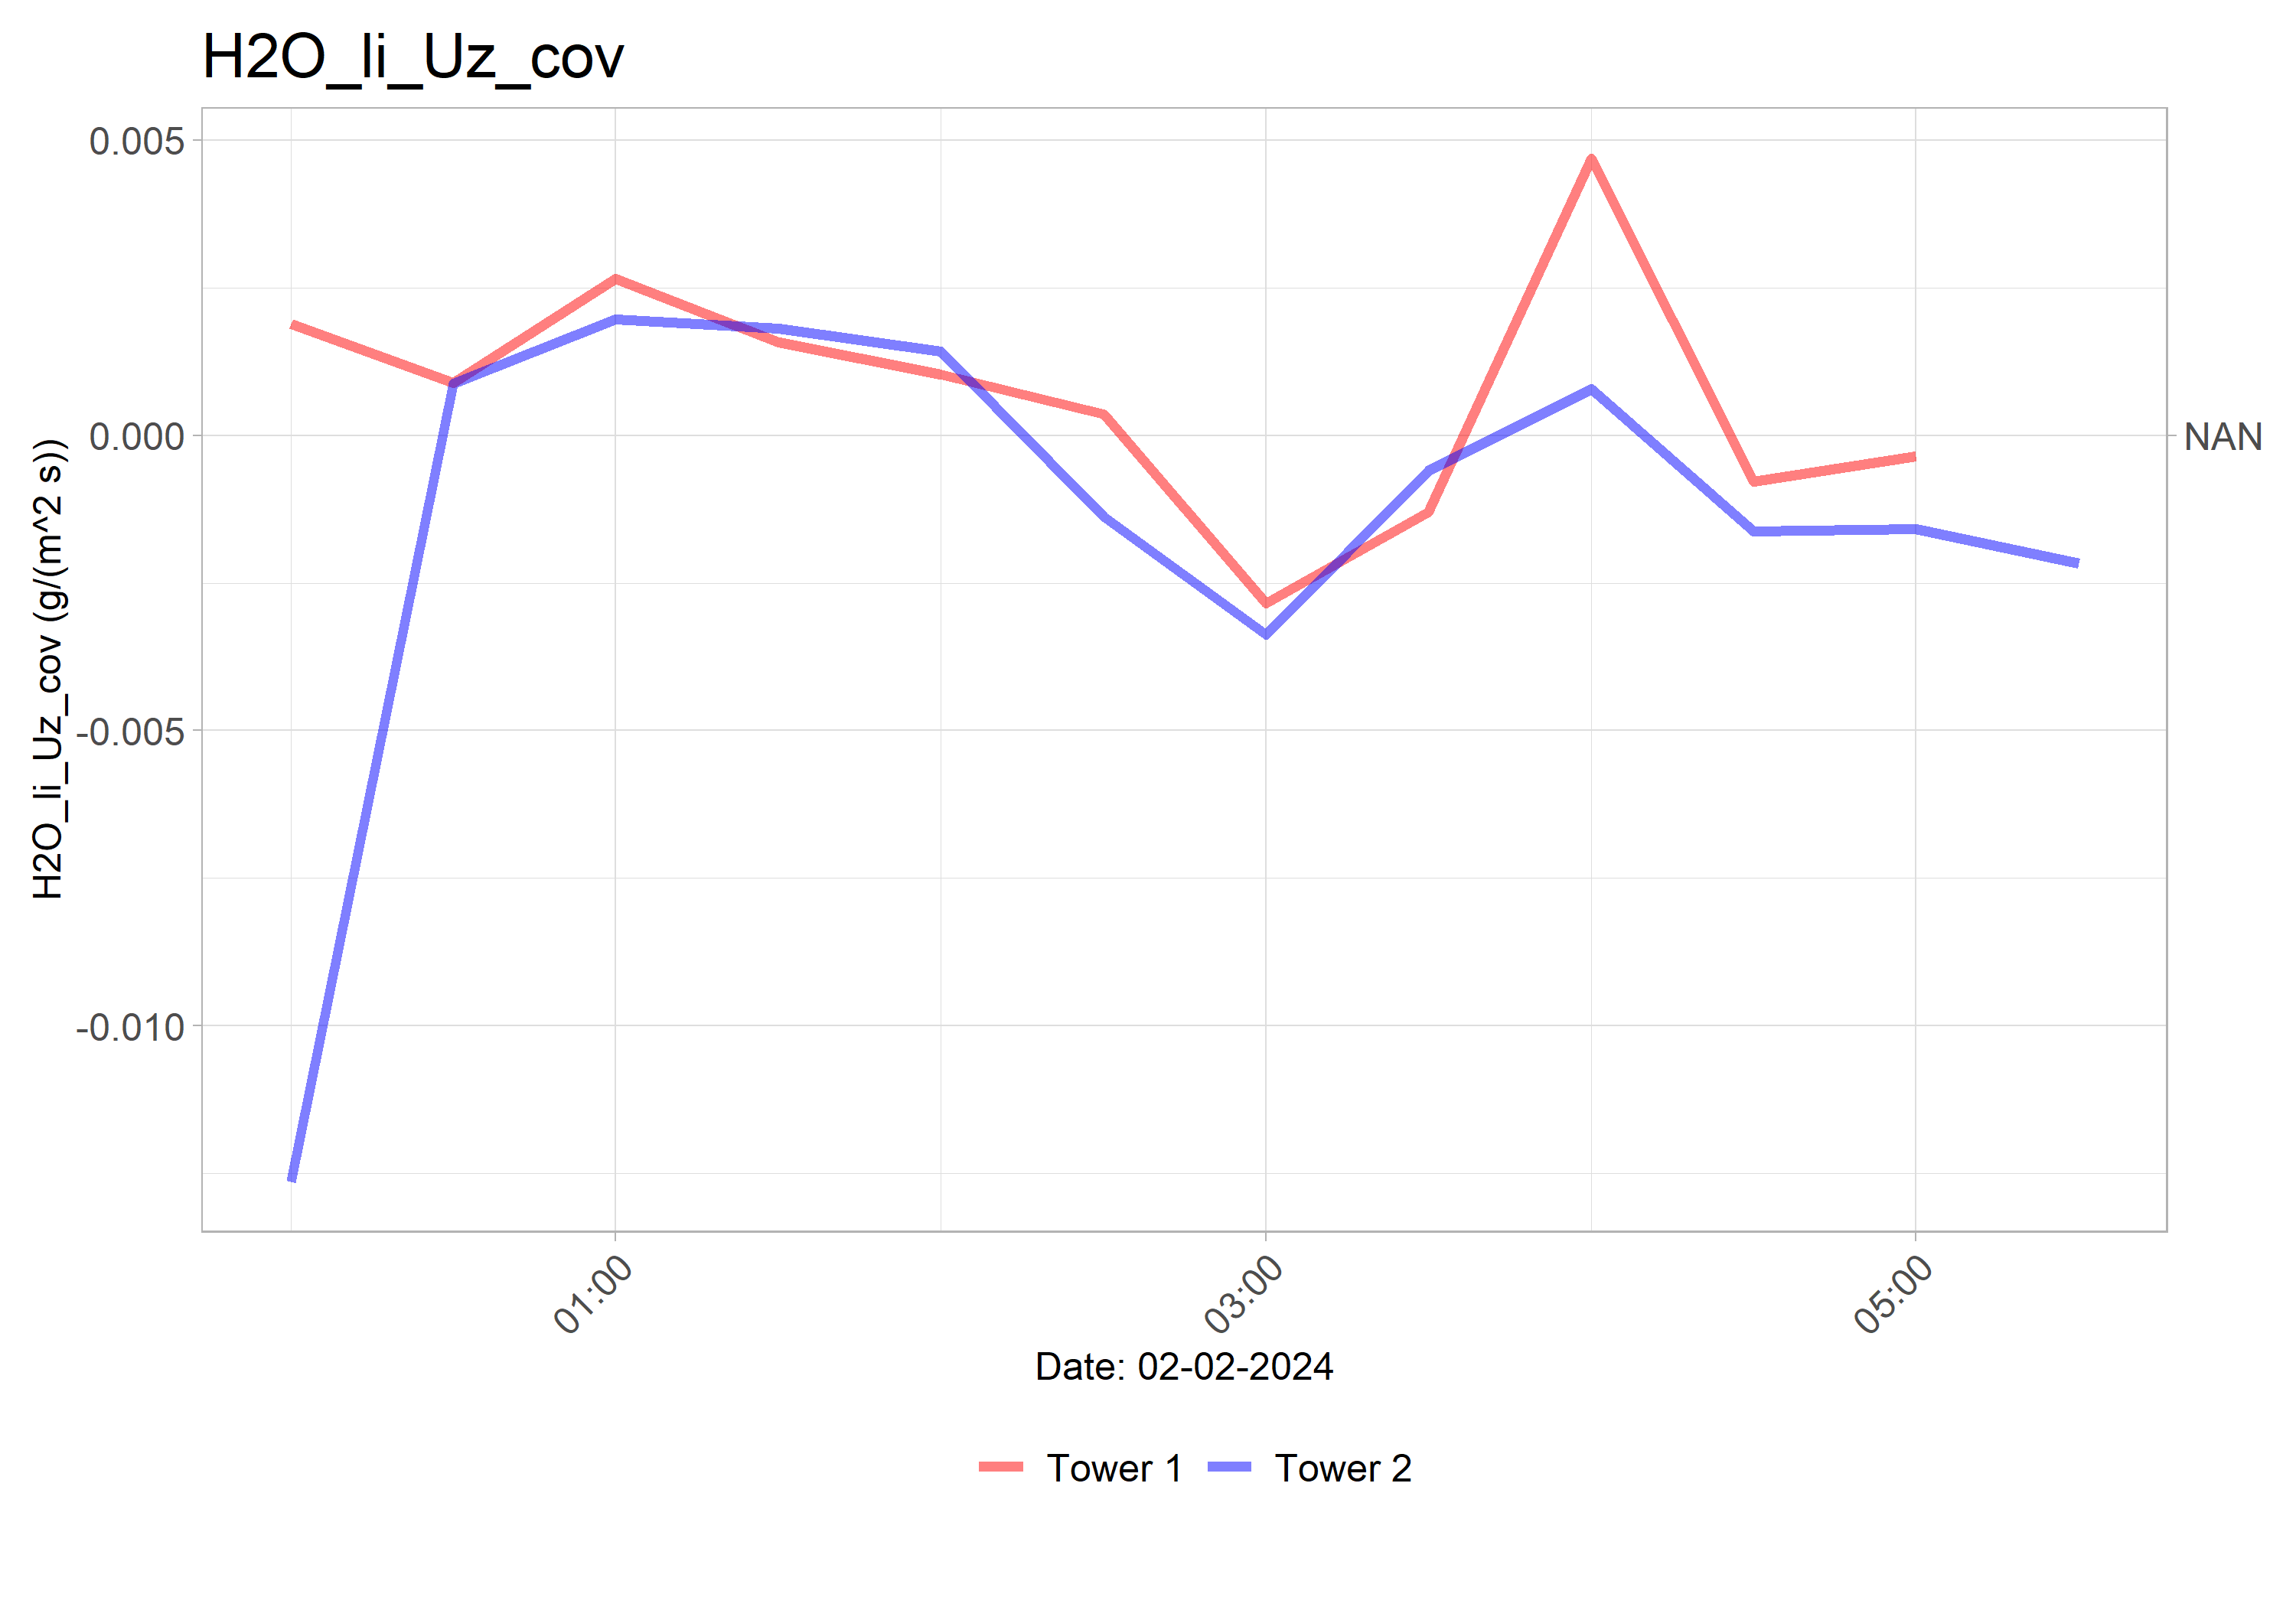 H2O_li_Uz_cov
H2O_li_Uz_cov (g/(m^2 s))
0.005
0.000
-0.005
-0.010
NAN
01:00
03:00
05:00
Date: 02-02-2024
Tower 1
Tower 2